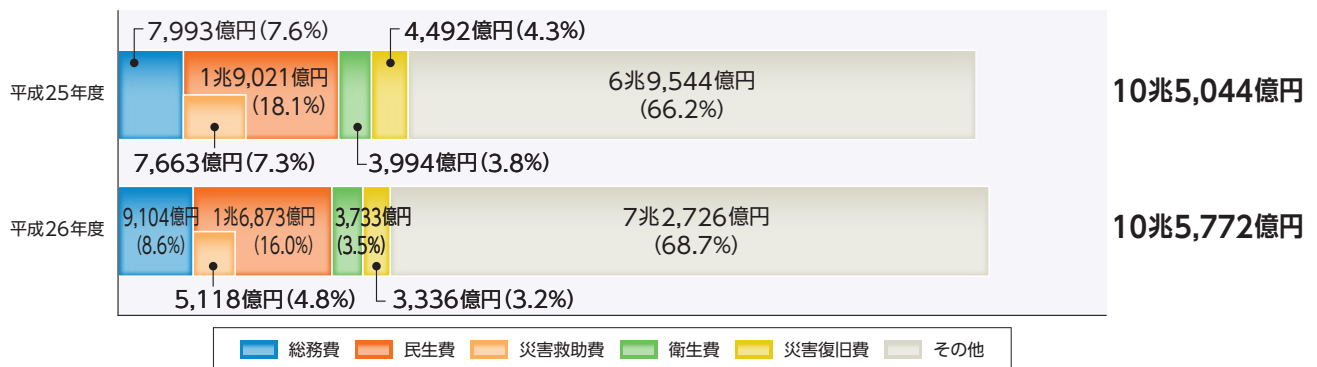 7,993億円(7.6%)
4,492億円(4.3%)
平成25年度
1兆9,021億円
(18.1%)
6兆9,544億円
(66.2%)
10兆5,044億円
7,663億円(7.3%)
3,994億円(3.8%)
平成26年度
9,104億円
(8.6%)
1兆6,873億円
(16.0%)
3,733億円
(3.5%)
7兆2,726億円
(68.7%)
10兆5,772億円
5,118億円(4.8%)
3,336億円(3.2%)
総務費 民生費 災害救助費 衛生費 災害復旧費 その他